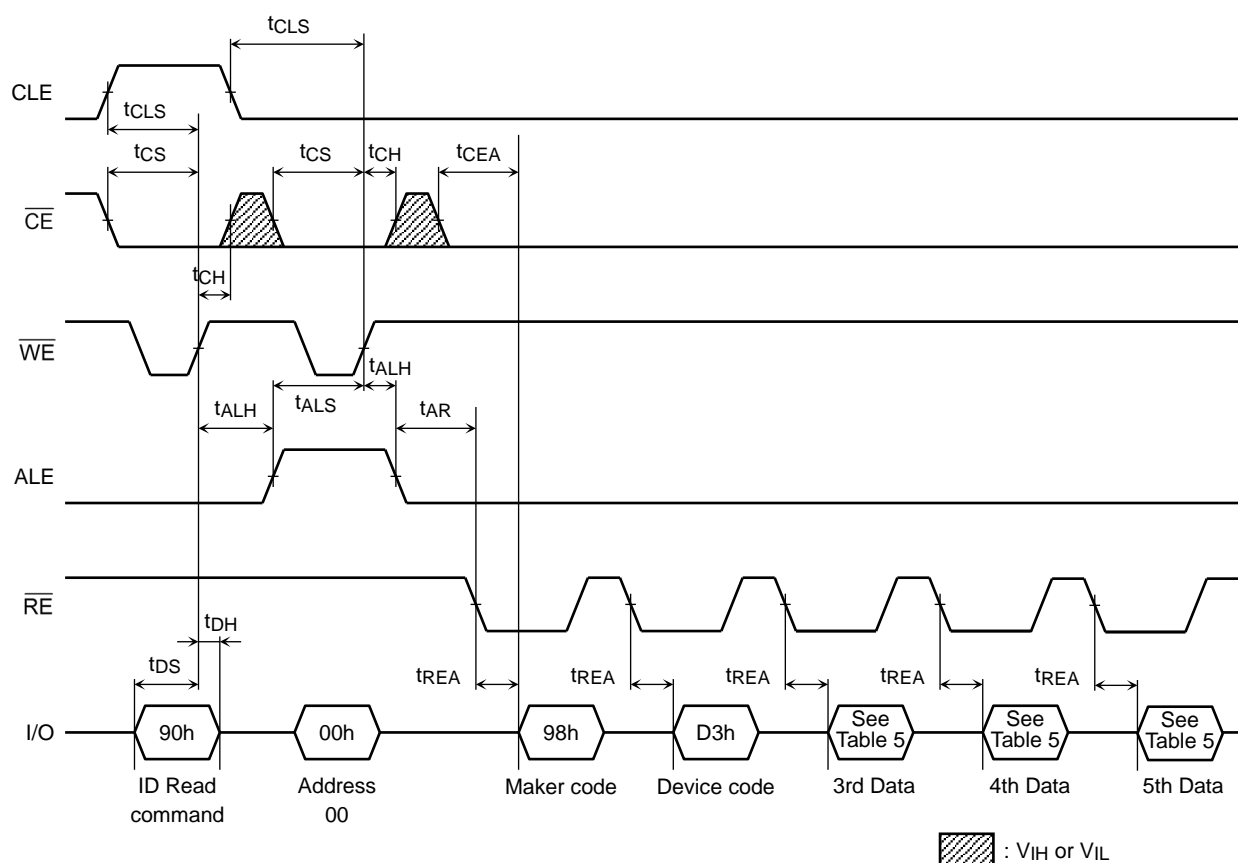 tCLS
CLE
tCLS
tCS tCS tCH tCEA
CE
tCH
WE
tALH
tALH tALS tAR
ALE
RE
tDH
tDS tREA tREA tREA tREA tREA
I/O 90h 00h 98h D3h See Table 5 See Table 5 See Table 5
ID Read command Address 00 Maker code Device code 3rd Data 4th Data 5th Data
: VIH or VIL